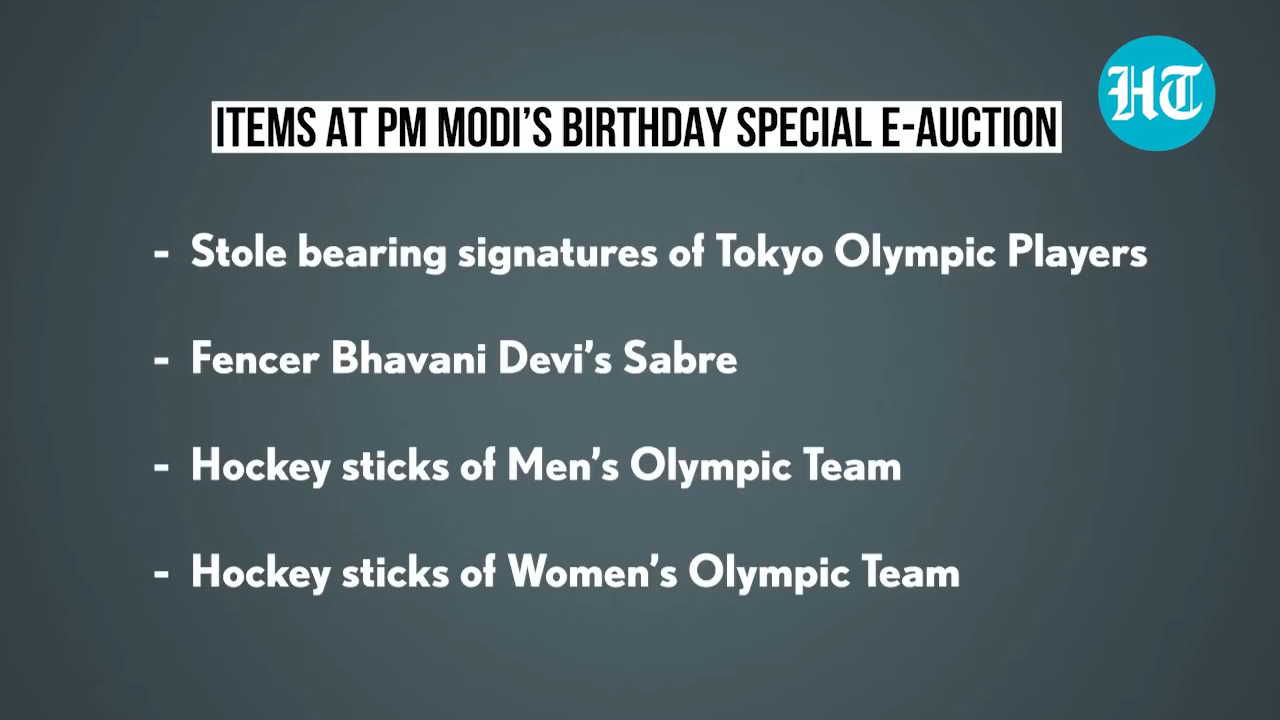 HT
ITEMS AT PM MODI'S BIRTHDAY SPECIAL E-AUCTION
- Stole bearing signatures of Tokyo Olympic Players
- Fencer Bhavani Devi's Sabre
- Hockey sticks of Men's Olympic Team
- Hockey sticks of Women's Olympic Team